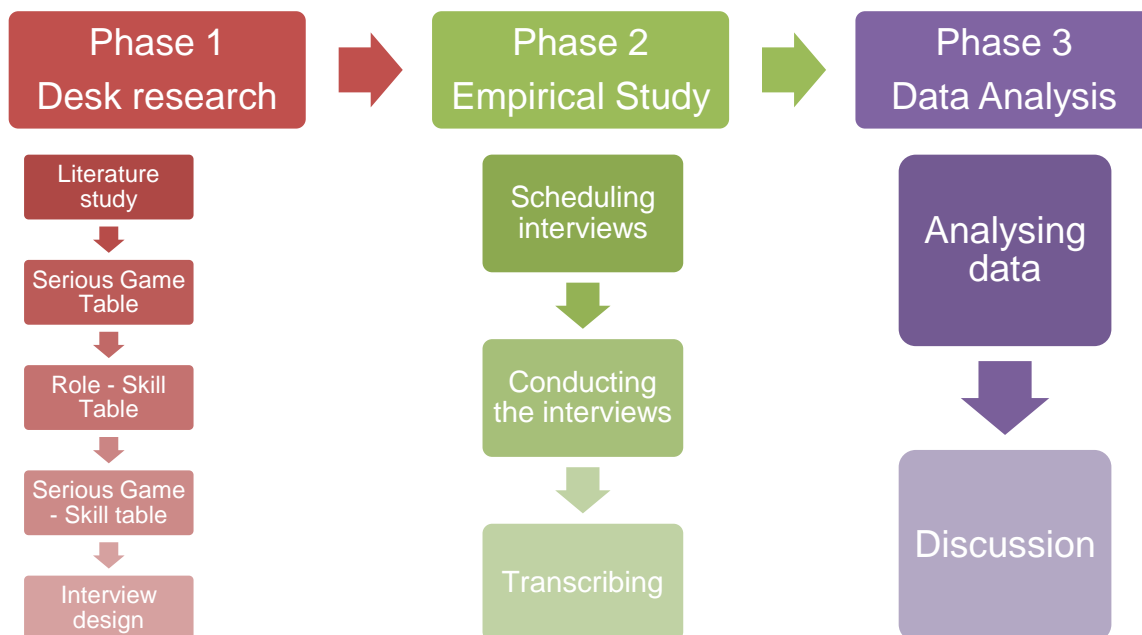 Phase 1
Desk research
Literature
study
Serious Game
Table
Role - Skill
Table
Serious Game
- Skill table
Interview
design
Phase 2
Empirical Study
Scheduling
interviews
Conducting
the interviews
Transcribing
Phase 3
Data Analysis
Analysing
data
Discussion